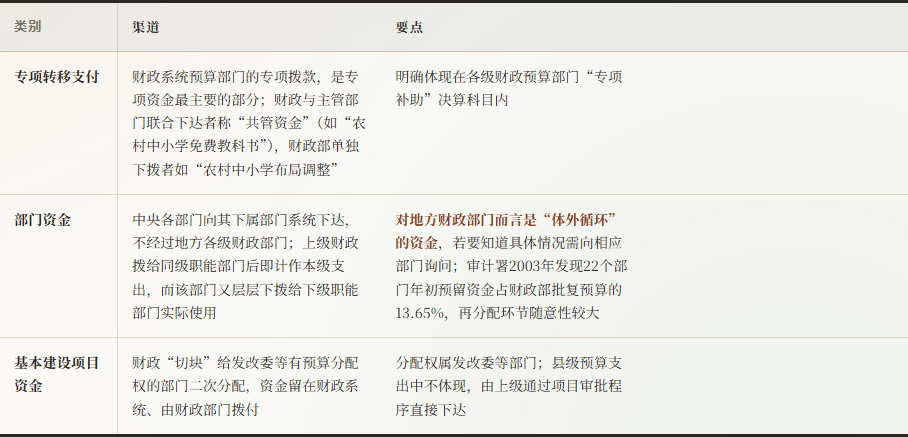 类别 渠道 要点
专项转移支付
财政系统预算部门的专项拨款，是专
项资金最主要的部分；财政与主管部
门联合下达者称“共管资金”（如“农
村中小学免费教科书”），财政部单独
下拨者如“农村中小学布局调整”
明确体现在各级财政预算部门“专项
补助”决算科目内
部门资金
中央各部门向其下属部门系统下达，
不经过地方各级财政部门；上级财政
拨给同级职能部门后即计作本级支
出，而该部门又层层下拨给下级职能
部门实际使用
对地方财政部门而言是“体外循环”
的资金，若要知道具体情况需向相应
部门询问；审计署2003年发现22个部
门年初预留资金占财政部批复预算的
13.65%，再分配环节随意性较大
基本建设项目
资金
财政“切块”给发改委等有预算分配
权的部门二次分配，资金留在财政系
统、由财政部门拨付
分配权属发改委等部门；县级预算支
出中不体现，由上级通过项目审批程
序直接下达